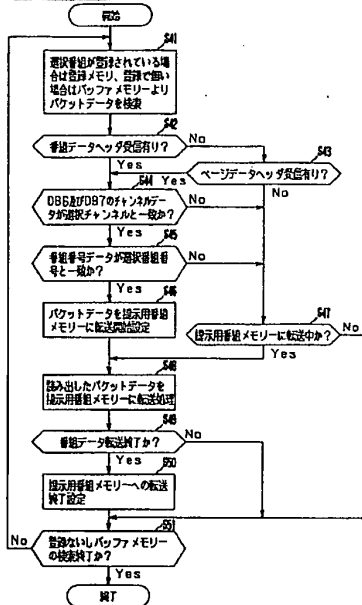 開始
S41
選択番組が登録されている場
合は登録メモリ、登録で無い
場合はバッファメモリーより
パケットデータを検索
S42
番組データヘッダ受信有り?
No
Yes
S43
ページデータヘッダ受信有り?
Yes
No
S44
DB6及びDB7のチャンネルデー
タが選択チャンネルと一致か?
No
Yes
S45
番組番号データが選択番組番
号と一致か?
No
Yes
S46
パケットデータを提示用番組
メモリーに転送開始設定
S47
提示用番組メモリーに転送中か?
No
Yes
S48
読み出したパケットデータを
提示用番組メモリーに転送処理
S49
番組データ転送終了か?
No
Yes
S50
提示用番組メモリーへの転送
終了設定
S51
登録ないしバッファメモリー
の検索終了か?
No
Yes
終了